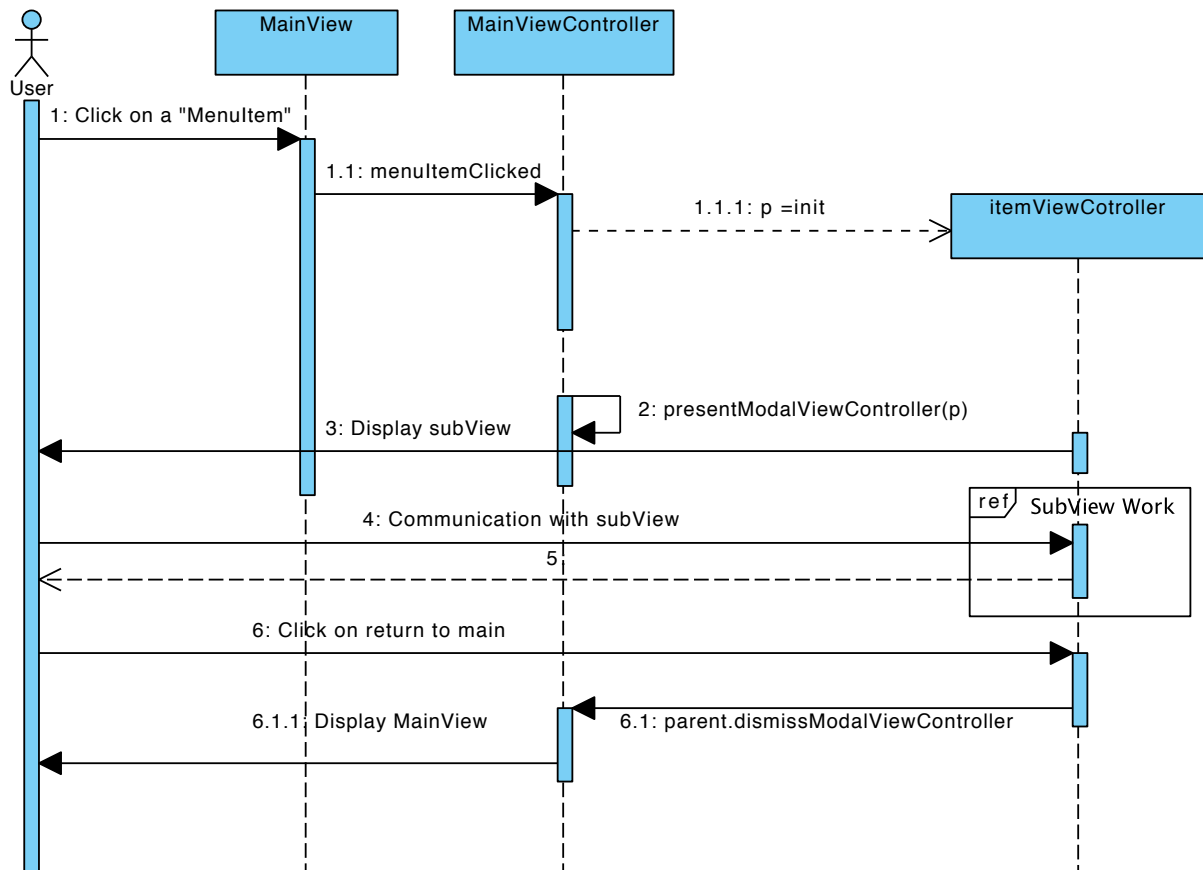 MainView
MainViewController
User
1: Click on a "MenuItem"
1.1: menuItemClicked
1.1.1: p =init
itemViewCotroller
2: presentModalViewController(p)
3: Display subView
ref
SubView Work
4: Communication with subView
5
6: Click on return to main
6.1.1: Display MainView
6.1: parent.dismissModalViewController